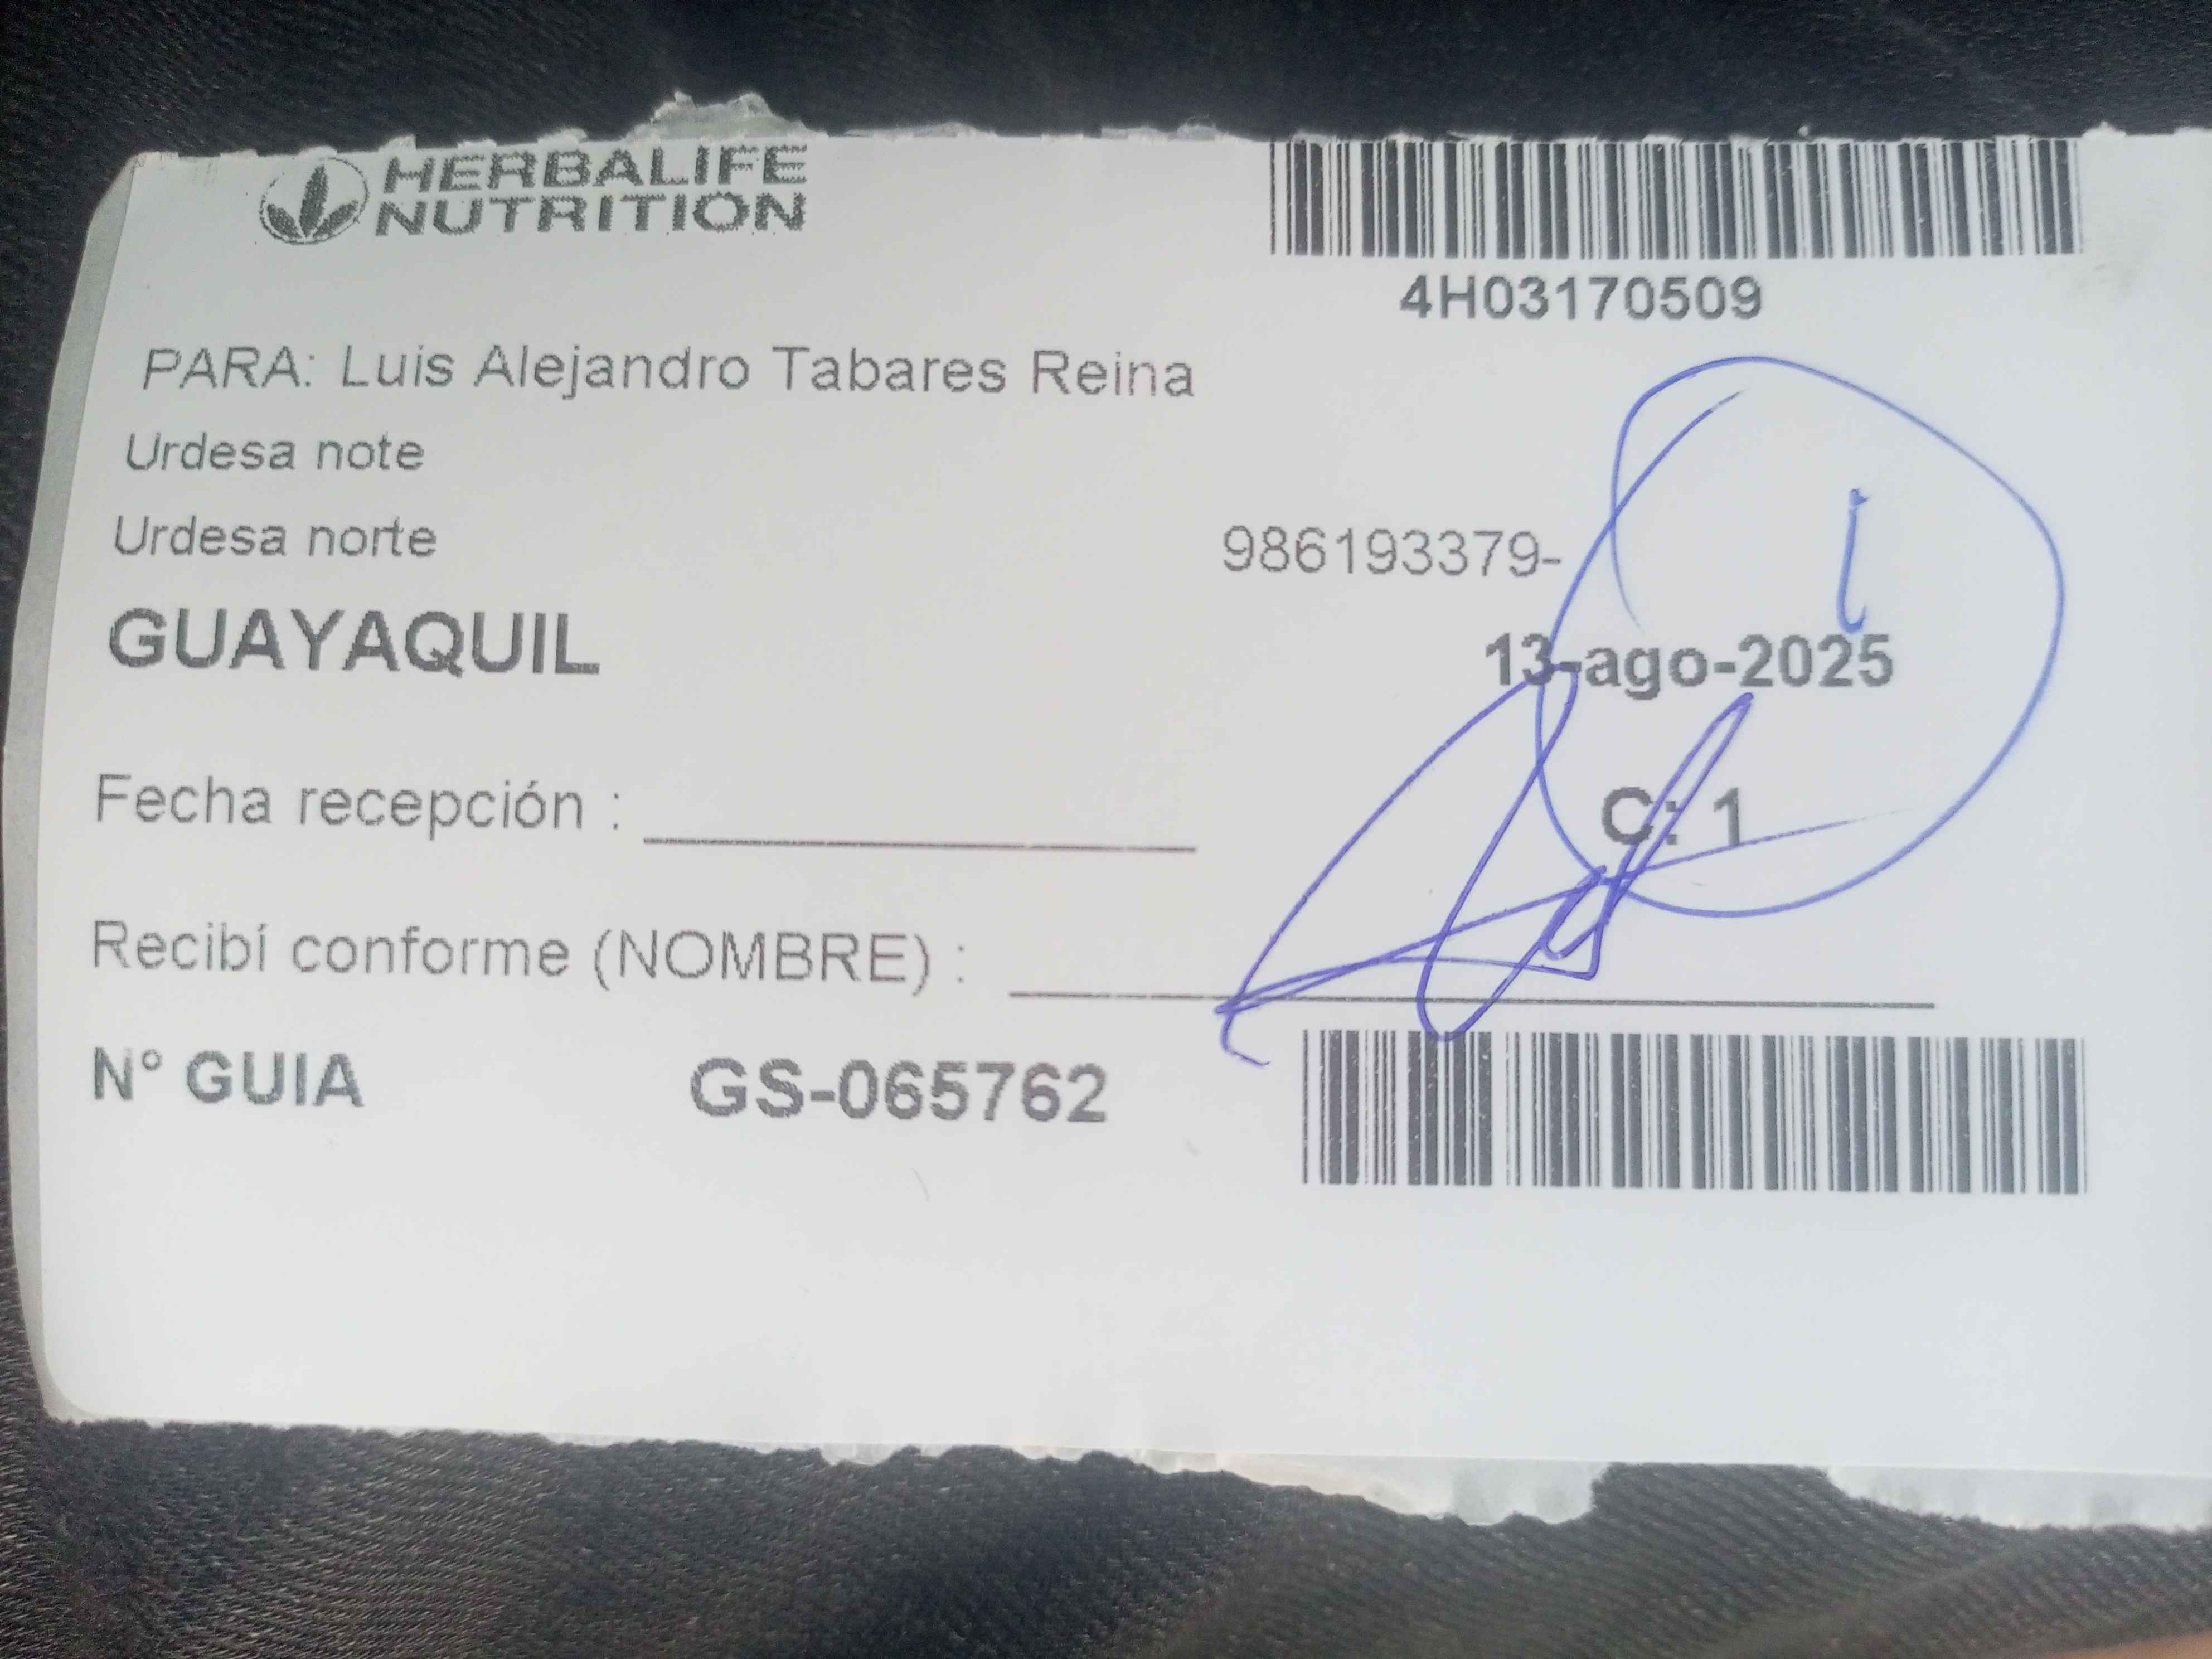 HERBALIFE
NUTRITION
4H03170509
PARA: Luis Alejandro Tabares Reina
Urdesa note
Urdesa norte
986193379-
GUAYAQUIL
13-ago-2025
Fecha recepción :
C: 1
Recibí conforme (NOMBRE) :
N° GUIA GS-065762